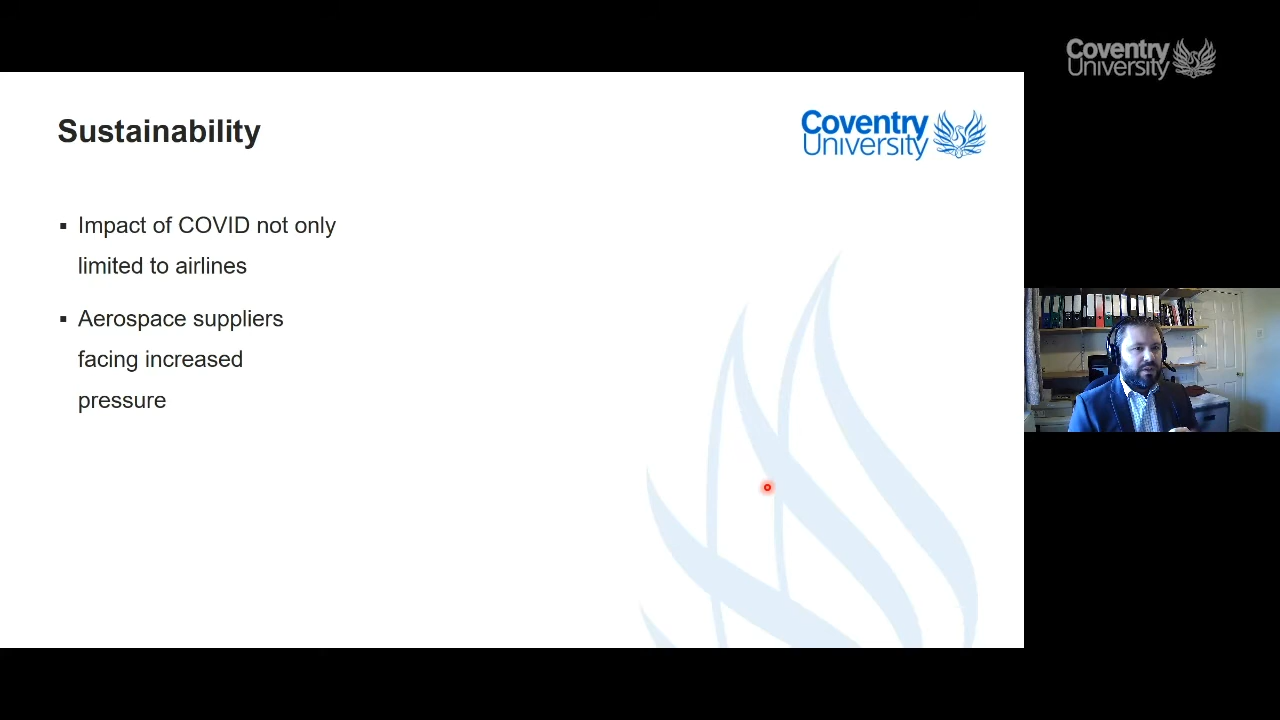 Coventry
University
Sustainability
Coventry
University
▪ Impact of COVID not only
limited to airlines
▪ Aerospace suppliers
facing increased
pressure